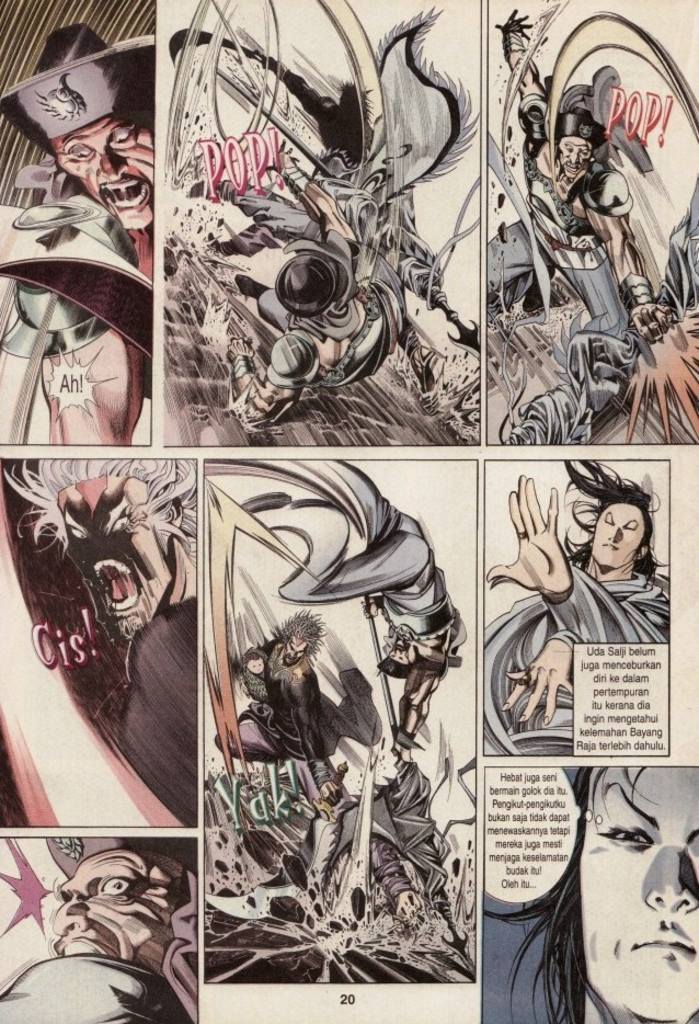 POP!
POP!
Ah!
Cis!
Yak!
Uda Salji belum
juga menceburkan
diri ke dalam
pertempuran
itu kerana dia
ingin mengetahui
kelemahan Bayang
Raja terlebih dahulu.
Hebat juga seni
bermain golok dia itu.
Pengikut-pengikutku
bukan saja tidak dapat
menewaskannya tetapi
mereka juga mesti
menjaga keselamatan
budak itu!
Oleh itu...
20